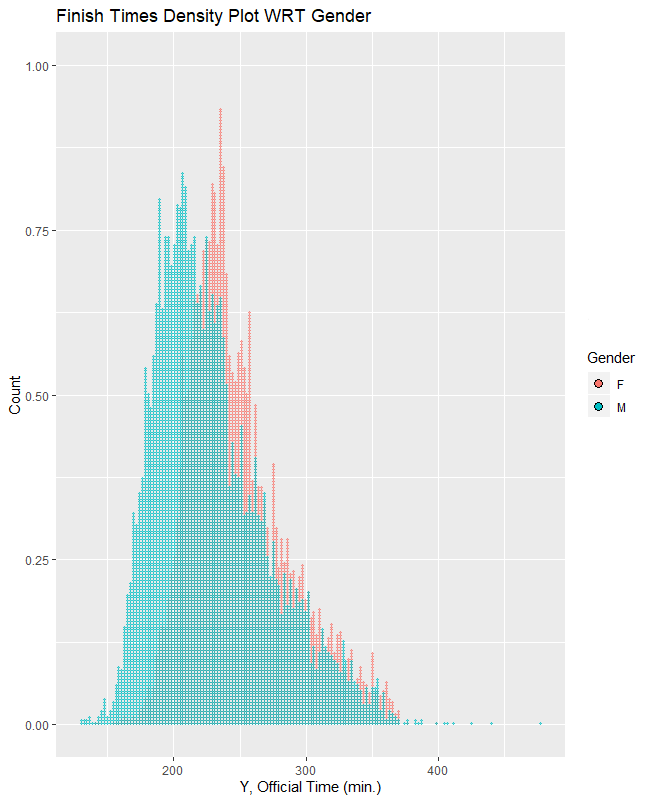 Finish Times Density Plot WRT Gender
1.00
0.75
0.50
0.25
0.00
Count
200
300
400
Y, Official Time (min.)
Gender
F
M